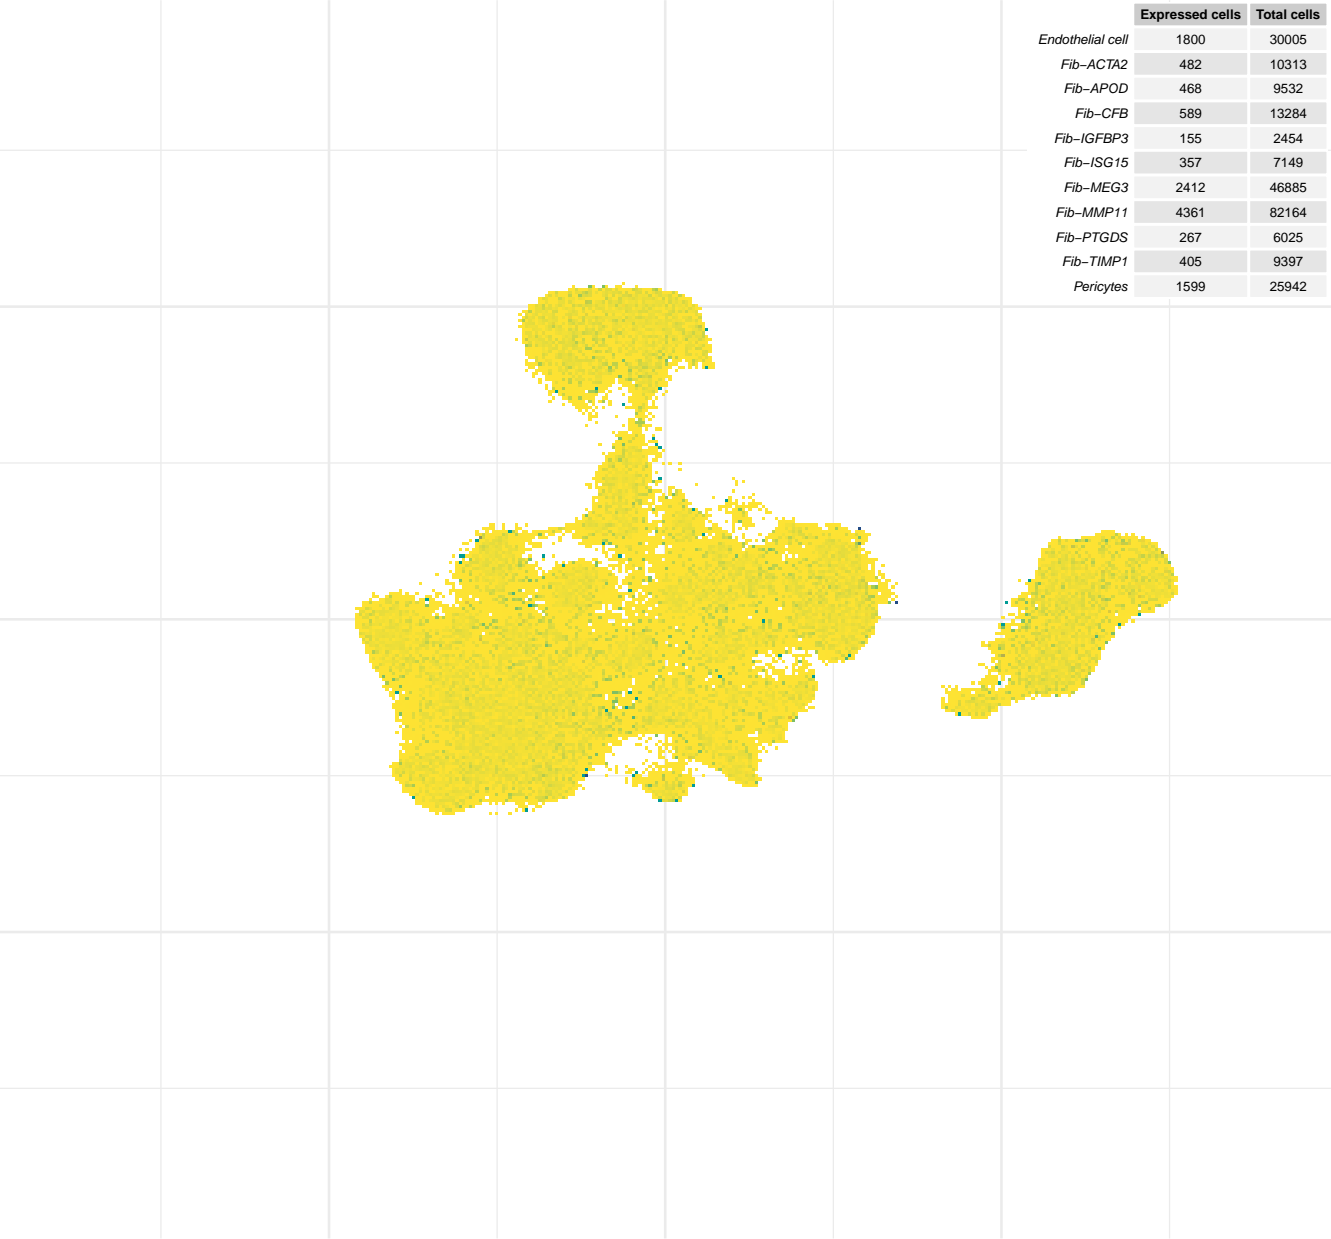 Expressed cells Total cells
Endothelial cell 1800 30005
Fib−ACTA2 482 10313
Fib−APOD 468 9532
Fib−CFB 589 13284
Fib−IGFBP3 155 2454
Fib−ISG15 357 7149
Fib−MEG3 2412 46885
Fib−MMP11 4361 82164
Fib−PTGDS 267 6025
Fib−TIMP1 405 9397
Pericytes 1599 25942